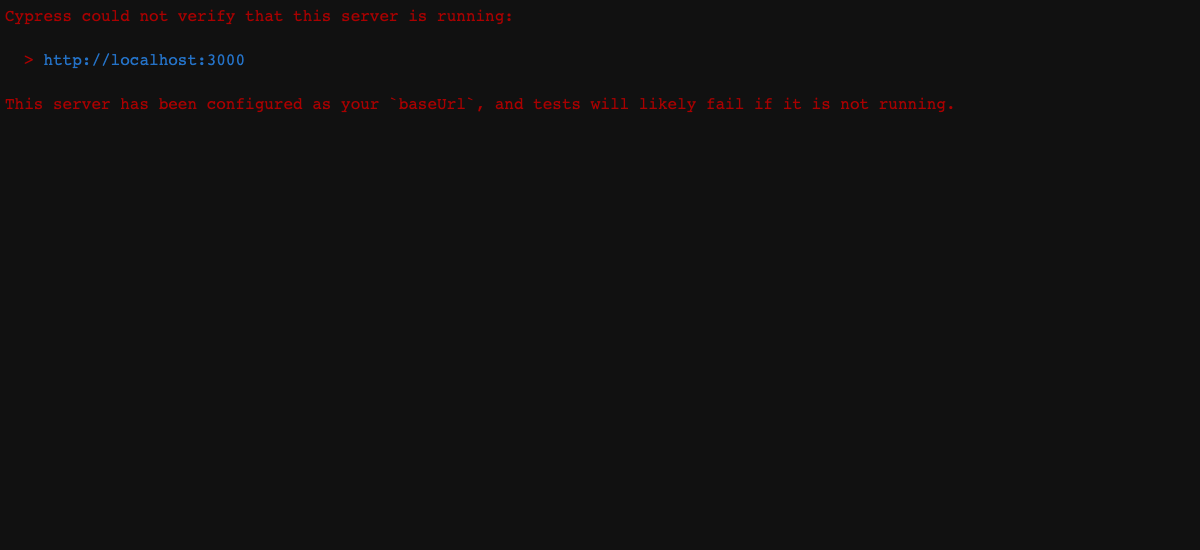 Cypress could not verify that this server is running:
> http://localhost:3000
This server has been configured as your `baseUrl`, and tests will likely fail if it is not running.